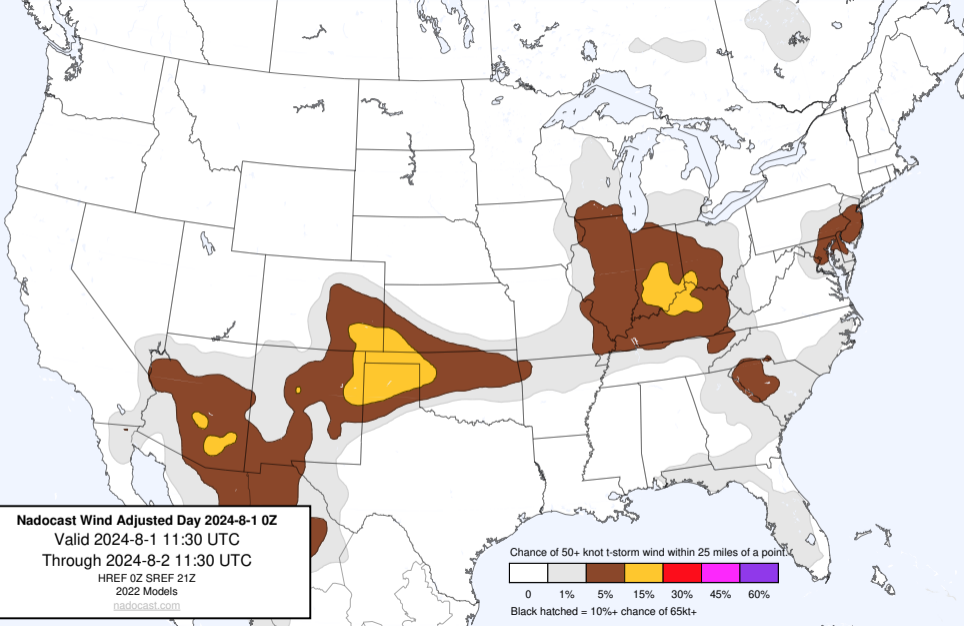 Nadocast Wind Adjusted Day 2024-8-1 0Z
Valid 2024-8-1 11:30 UTC
Through 2024-8-2 11:30 UTC
HREF 0Z SREF 21Z
2022 Models
nadocast.com
Chance of 50+ knot t-storm wind within 25 miles of a point.
0 1% 5% 15% 30% 45% 60%
Black hatched = 10%+ chance of 65kt+